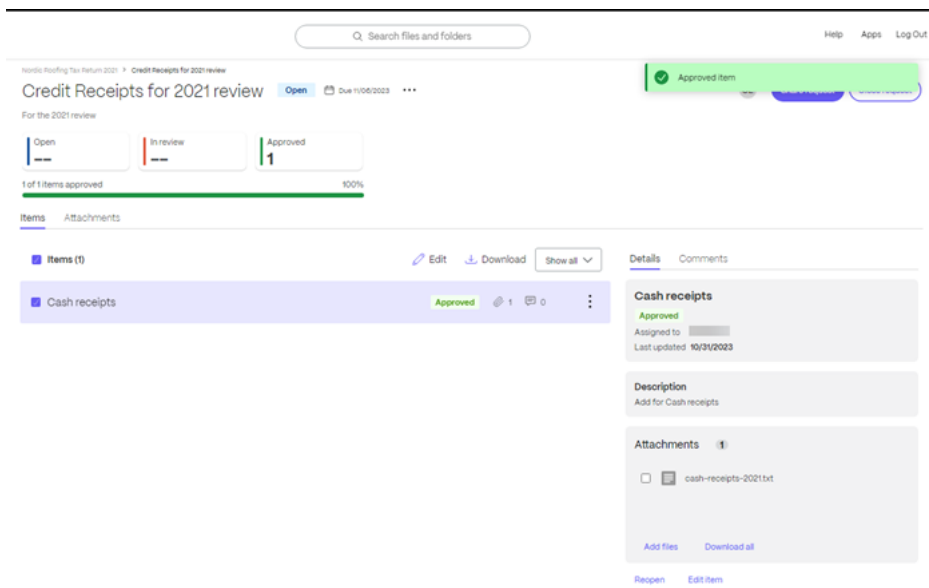 Search files and folders
Help Apps Log Out
Nordic Roofing Tax Return 2021 > Credit Receipts for 2021 review
Credit Receipts for 2021 review Open Due 11/06/2023 •••
Approved item
For the 2021 review
Open
--
In review
--
Approved
1
1 of 1 items approved 100%
Items Attachments
Items (1) Edit Download Show all
Cash receipts Approved 1 0
Details Comments
Cash receipts
Approved
Assigned to
Last updated 10/31/2023
Description
Add for Cash receipts
Attachments 1
cash-receipts-2021.txt
Add files Download all
Reopen Edit item